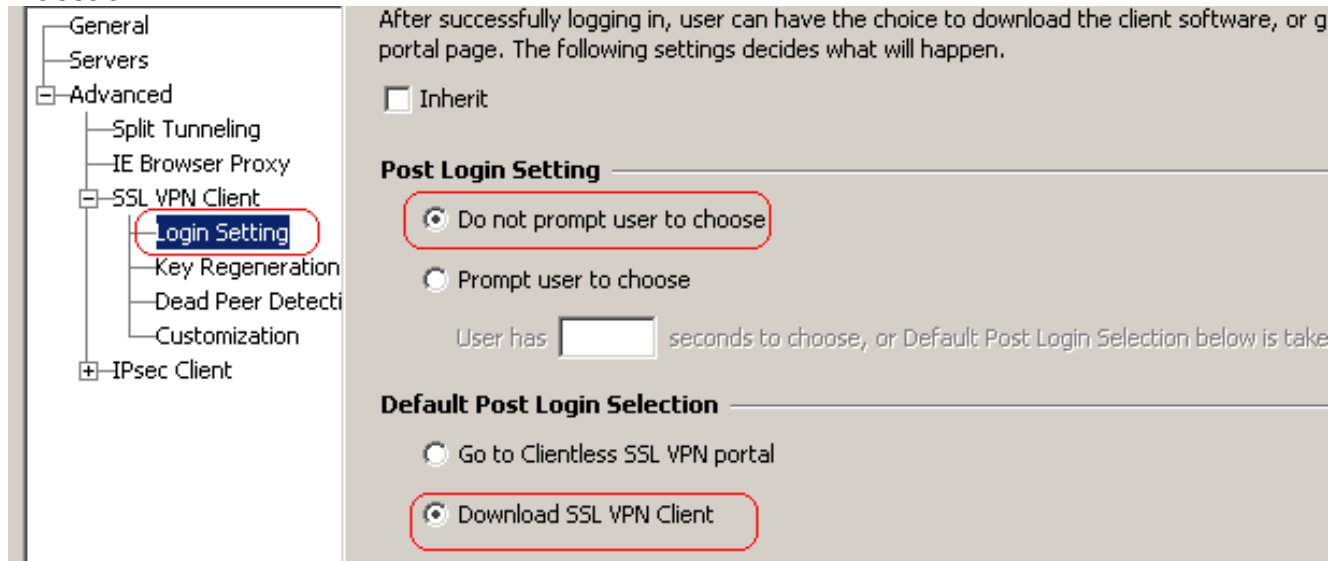 General
Servers
Advanced
Split Tunneling
IE Browser Proxy
SSL VPN Client
Login Setting
Key Regeneration
Dead Peer Detecti
Customization
IPsec Client
After successfully logging in, user can have the choice to download the client software, or g
portal page. The following settings decides what will happen.
Inherit
Post Login Setting
Do not prompt user to choose
Prompt user to choose
User has seconds to choose, or Default Post Login Selection below is take
Default Post Login Selection
Go to Clientless SSL VPN portal
Download SSL VPN Client